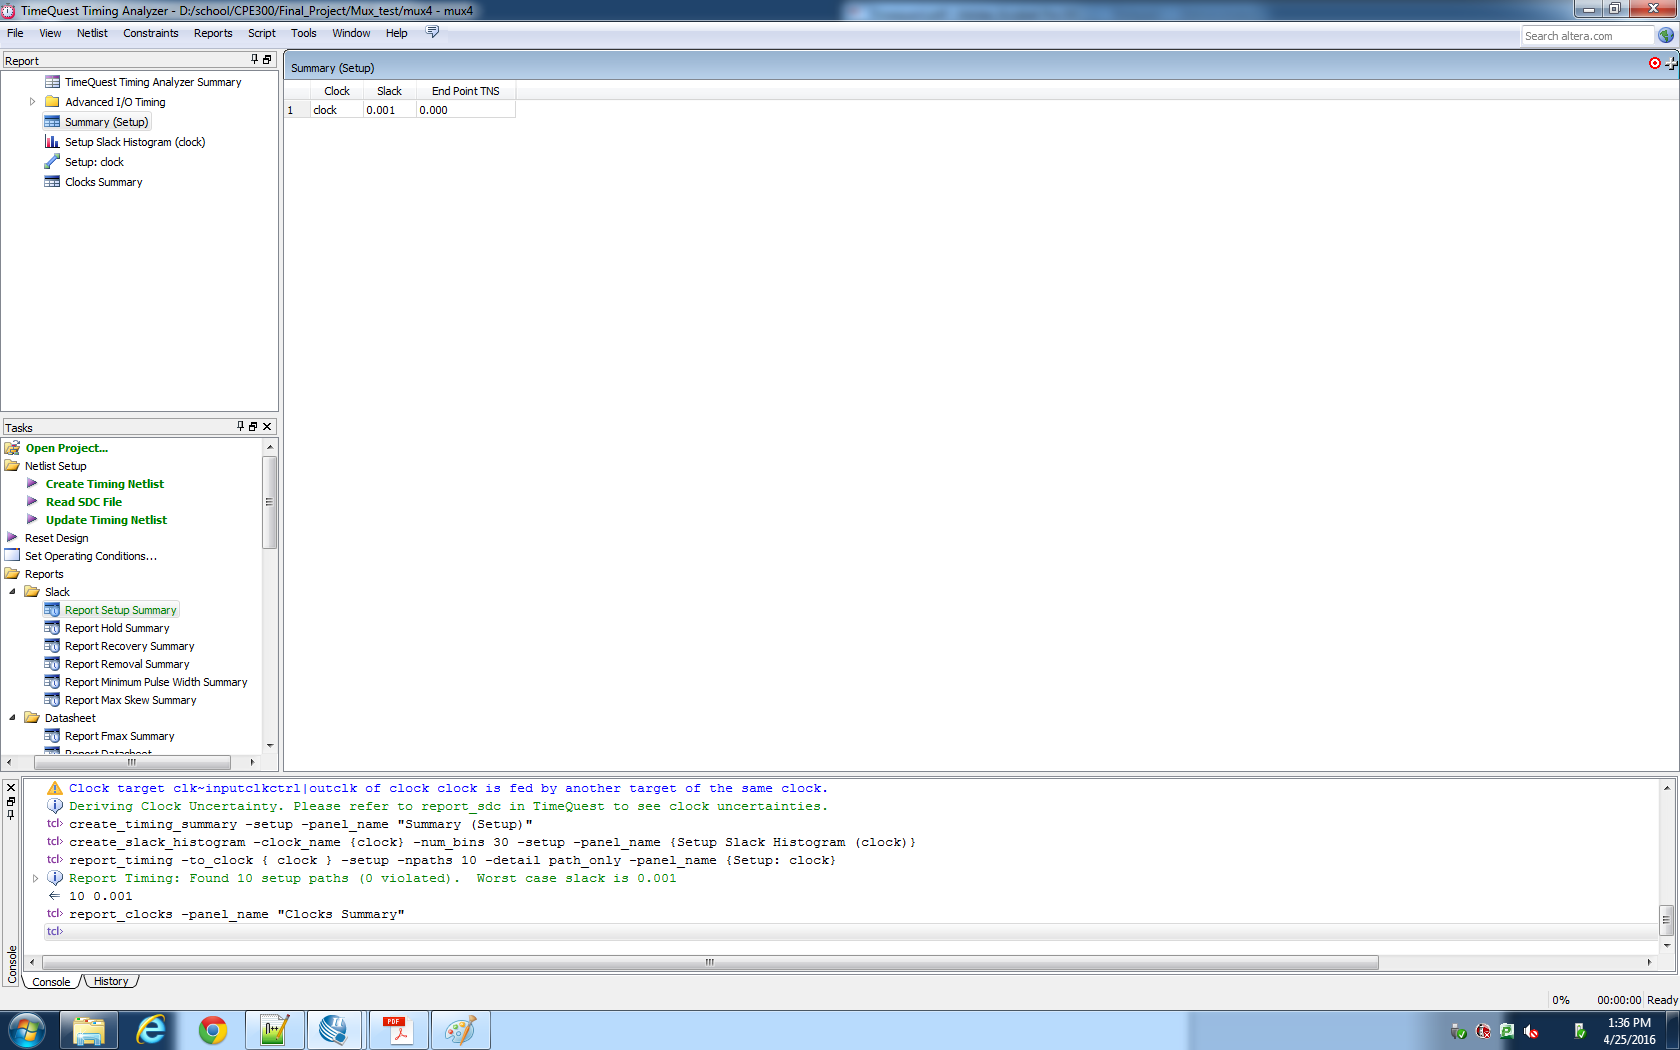 TimeQuest Timing Analyzer - D:/school/CPE300/Final_Project/Mux_test/mux4 - mux4
File View Netlist Constraints Reports Script Tools Window Help
Search altera.com
Report
TimeQuest Timing Analyzer Summary
Advanced I/O Timing
Summary (Setup)
Setup Slack Histogram (clock)
Setup: clock
Clocks Summary
Summary (Setup)
Clock Slack End Point TNS
1 clock 0.001 0.000
Tasks
Open Project...
Netlist Setup
Create Timing Netlist
Read SDC File
Update Timing Netlist
Reset Design
Set Operating Conditions...
Reports
Slack
Report Setup Summary
Report Hold Summary
Report Recovery Summary
Report Removal Summary
Report Minimum Pulse Width Summary
Report Max Skew Summary
Datasheet
Report Fmax Summary
Report Datasheet
Clock target clk~inputclkctrl|outclk of clock clock is fed by another target of the same clock.
Deriving Clock Uncertainty. Please refer to report_sdc in TimeQuest to see clock uncertainties.
tcl> create_timing_summary -setup -panel_name "Summary (Setup)"
tcl> create_slack_histogram -clock_name {clock} -num_bins 30 -setup -panel_name {Setup Slack Histogram (clock)}
tcl> report_timing -to_clock { clock } -setup -npaths 10 -detail path_only -panel_name {Setup: clock}
Report Timing: Found 10 setup paths (0 violated).  Worst case slack is 0.001
10 0.001
tcl> report_clocks -panel_name "Clocks Summary"
tcl>
Console
Console History
0% 00:00:00 Ready
PDF
1:36 PM
4/25/2016